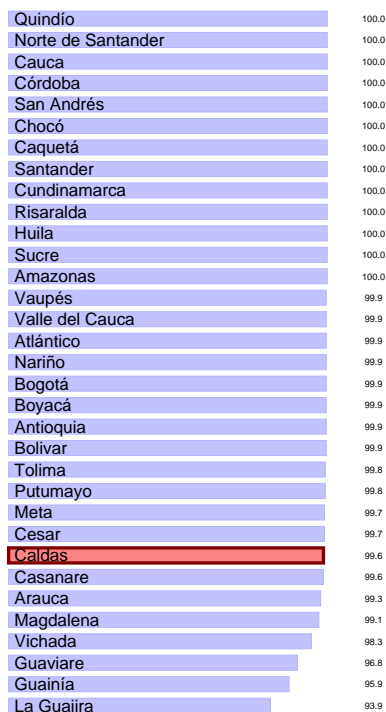 Quindío 100.0
Norte de Santander 100.0
Cauca 100.0
Córdoba 100.0
San Andrés 100.0
Chocó 100.0
Caquetá 100.0
Santander 100.0
Cundinamarca 100.0
Risaralda 100.0
Huila 100.0
Sucre 100.0
Amazonas 100.0
Vaupés 99.9
Valle del Cauca 99.9
Atlántico 99.9
Nariño 99.9
Bogotá 99.9
Boyacá 99.9
Antioquia 99.9
Bolivar 99.9
Tolima 99.8
Putumayo 99.8
Meta 99.7
Cesar 99.7
Caldas 99.6
Casanare 99.6
Arauca 99.3
Magdalena 99.1
Vichada 98.3
Guaviare 96.8
Guainía 95.9
La Guajira 93.9